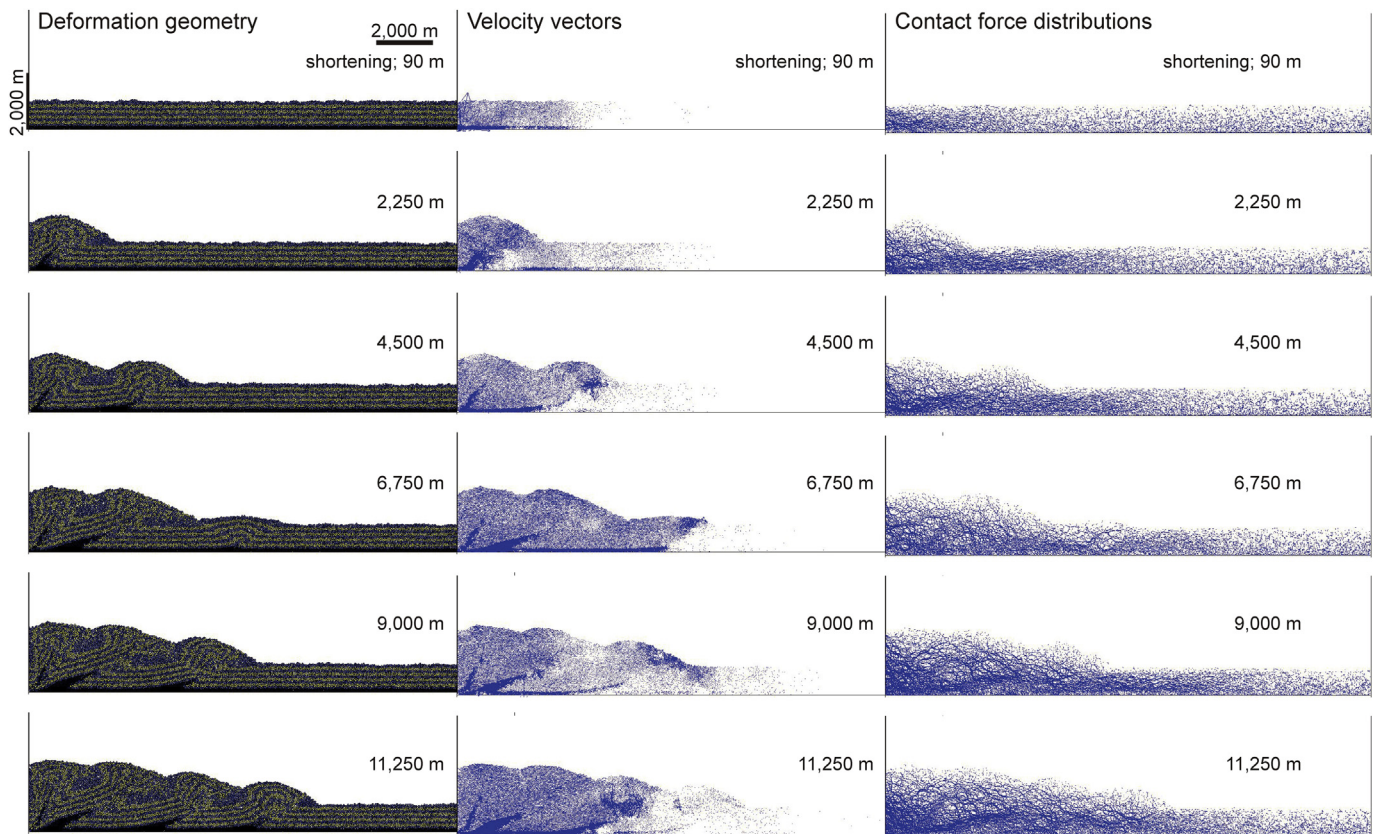 Deformation geometry
2,000 m
shortening; 90 m
2,000 m
2,250 m
4,500 m
6,750 m
9,000 m
11,250 m
Velocity vectors
shortening; 90 m
2,250 m
4,500 m
6,750 m
9,000 m
11,250 m
Contact force distributions
shortening; 90 m
2,250 m
4,500 m
6,750 m
9,000 m
11,250 m